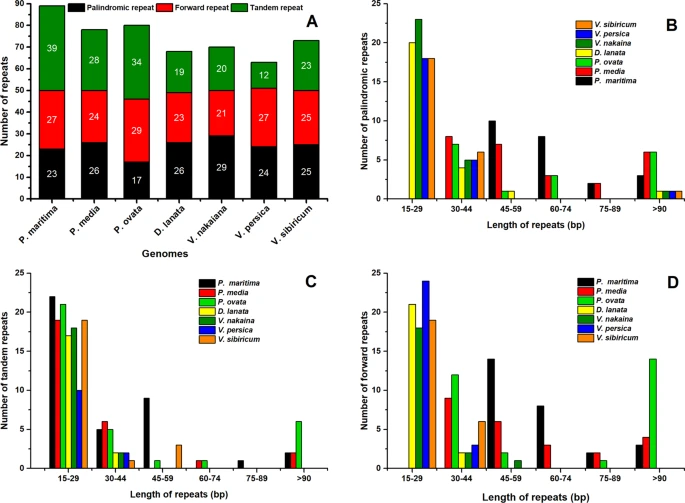 Palindromic repeat Forward repeat Tandem repeat
A
Number of repeats
90
80
70
60
50
40
30
20
10
0
39 28 34 19 20 12 23
27 24 29 23 21 27 25
23 26 17 26 29 24 25
P. maritima P. media P. ovata D. lanata V. nakaiana V. persica V. sibiricum
Genomes
B
V. sibiricum
V. persica
V. nakaina
D. lanata
P. ovata
P. media
P. maritima
Number of palindromic repeats
25
20
15
10
5
0
15-29 30-44 45-59 60-74 75-89 >90
Length of repeats (bp)
C
P. maritima
P. media
P. ovata
D. lanata
V. nakaina
V. persica
V. sibiricum
Number of tandem repeats
25
20
15
10
5
0
15-29 30-44 45-59 60-74 75-89 >90
Length of repeats (bp)
D
P. maritima
P. media
P. ovata
D. lanata
V. nakaina
V. persica
V. sibiricum
Number of forward repeats
25
20
15
10
5
0
15-29 30-44 45-59 60-74 75-89 >90
Length of repeats (bp)